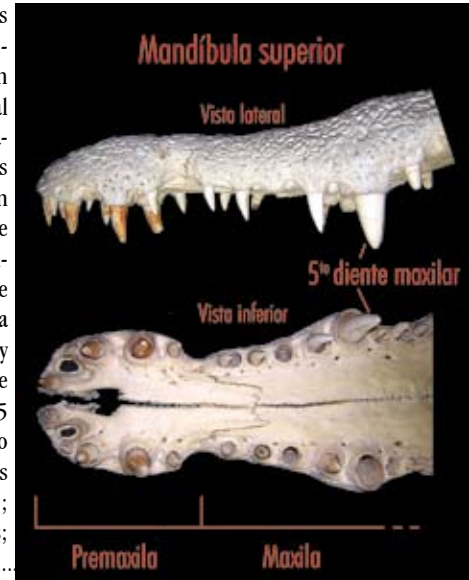 Mandíbula superior
Vista lateral
5to diente maxilar
Vista inferior
Premaxila
Maxila